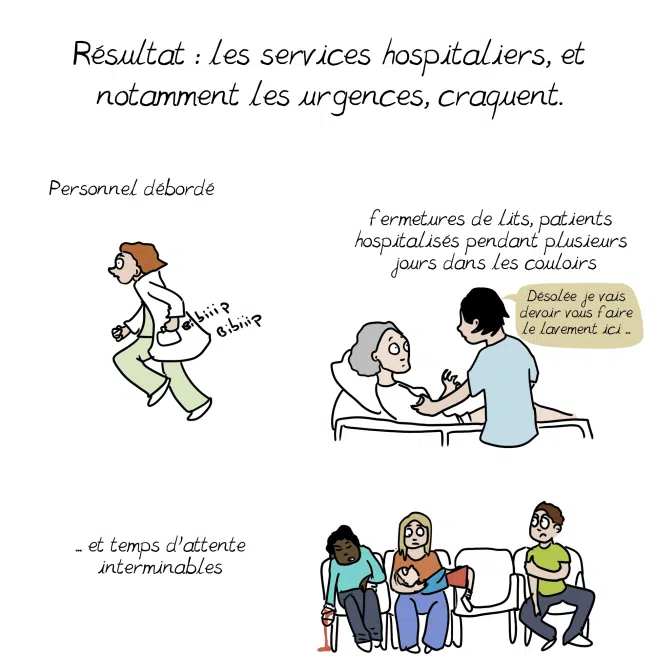 Résultat : les services hospitaliers, et
notamment les urgences, craquent.
Personnel débordé
Bibiiip
Bibiiip
fermetures de lits, patients
hospitalisés pendant plusieurs
jours dans les couloirs
Désolée je vais
devoir vous faire
le lavement ici ..
.. et temps d'attente
interminables